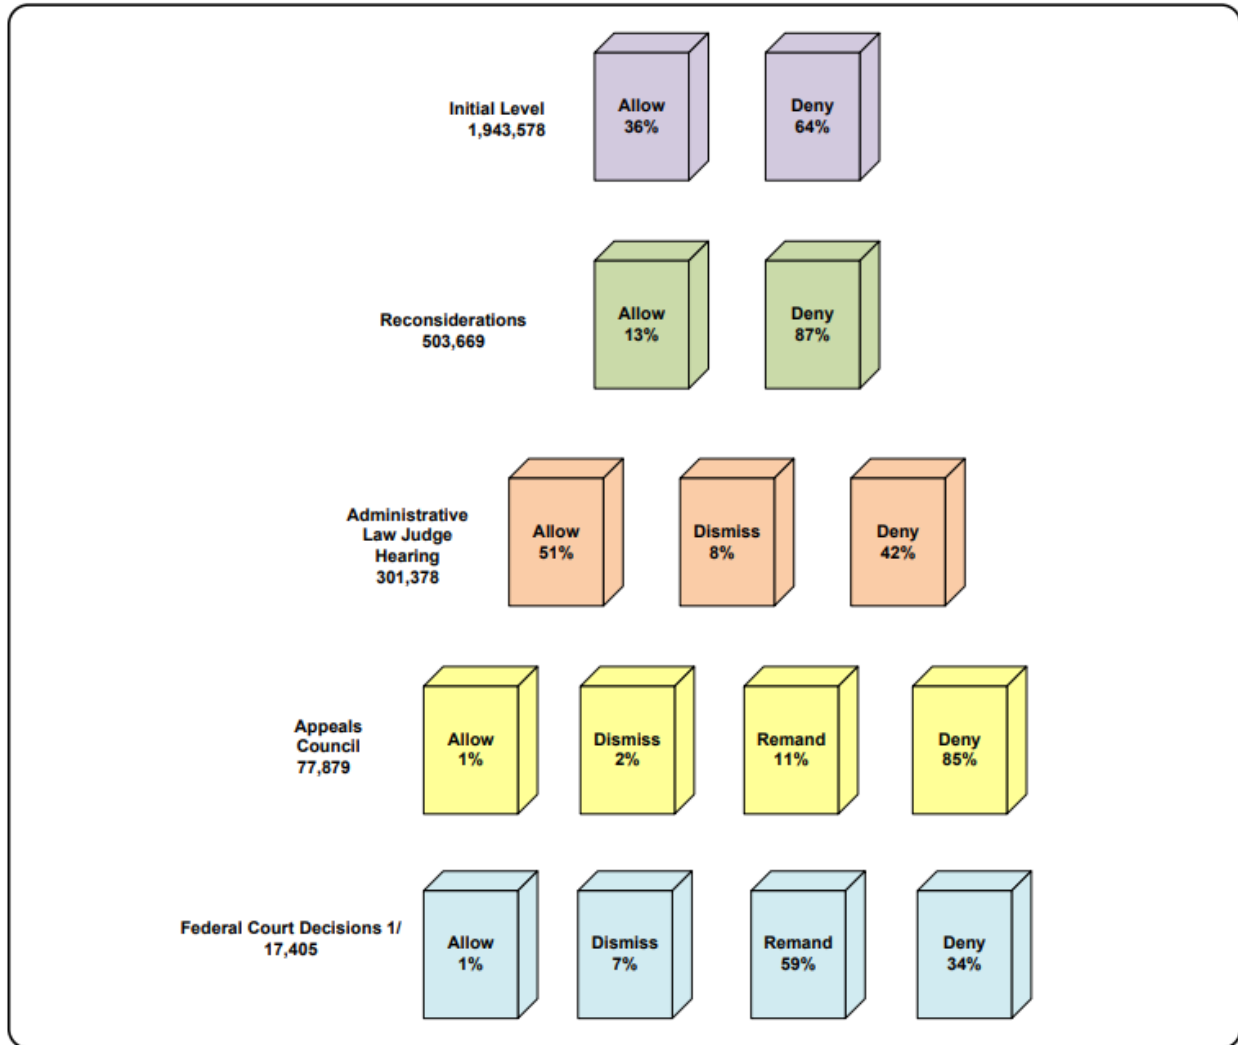 Initial Level
1,943,578
Allow
36%
Deny
64%
Reconsiderations
503,669
Allow
13%
Deny
87%
Administrative
Law Judge
Hearing
301,378
Allow
51%
Dismiss
8%
Deny
42%
Appeals
Council
77,879
Allow
1%
Dismiss
2%
Remand
11%
Deny
85%
Federal Court Decisions 1/
17,405
Allow
1%
Dismiss
7%
Remand
59%
Deny
34%